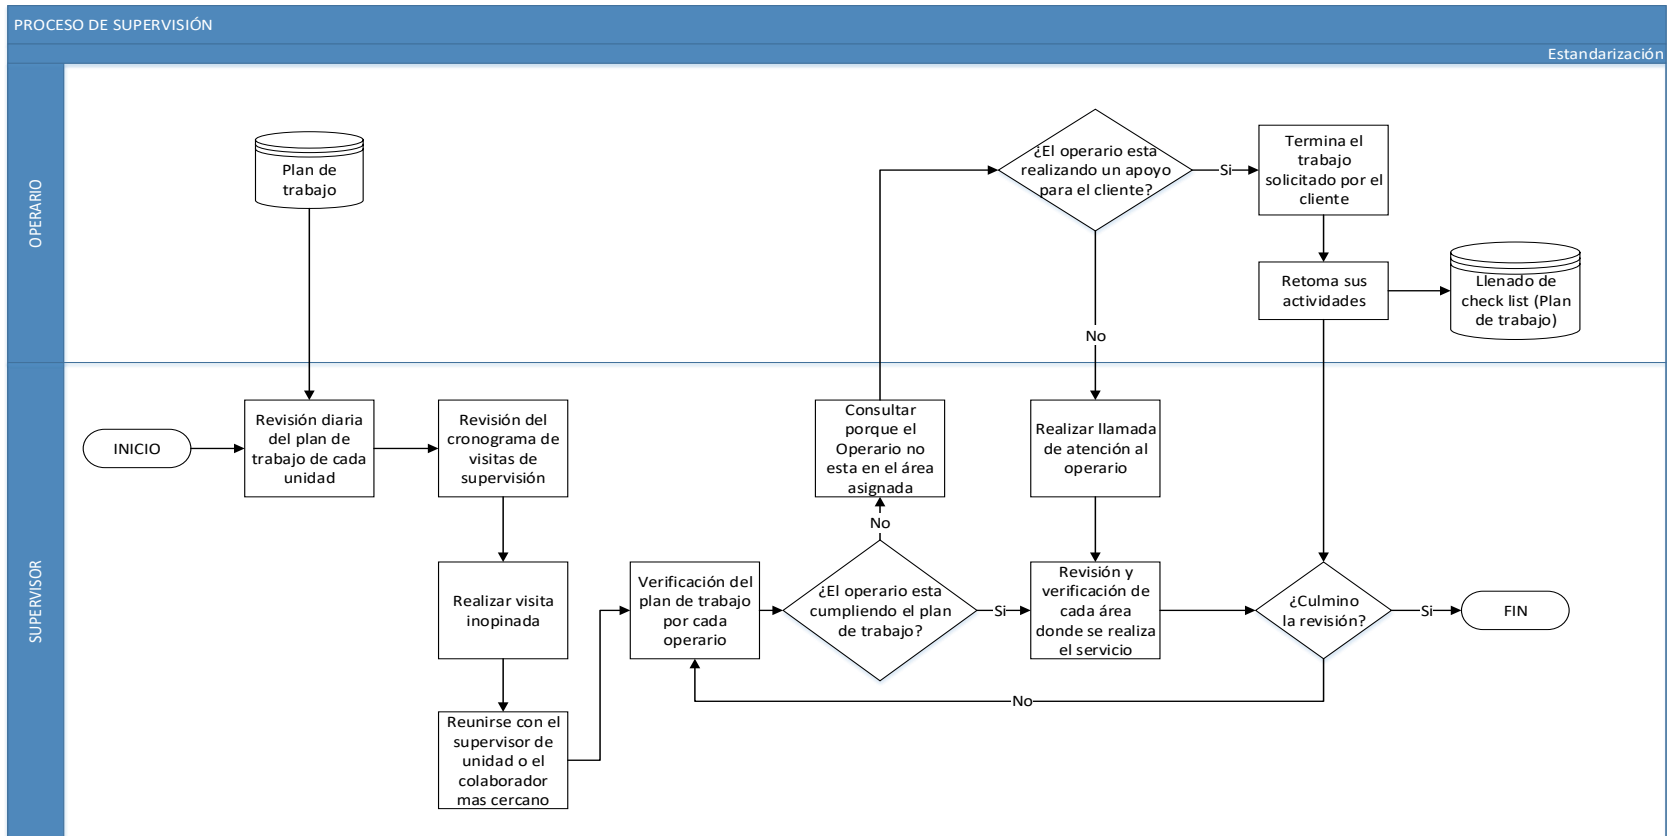 PROCESO DE SUPERVISIÓN
Estandarización
OPERARIO
Plan de
trabajo
¿El operario esta
realizando un apoyo
para el cliente?
Si
Termina el
trabajo
solicitado por el
cliente
Retoma sus
actividades
Llenado de
check list (Plan
de trabajo)
No
SUPERVISOR
INICIO
Revisión diaria
del plan de
trabajo de cada
unidad
Revisión del
cronograma de
visitas de
supervisión
Realizar visita
inopinada
Reunirse con el
supervisor de
unidad o el
colaborador
mas cercano
Verificación del
plan de trabajo
por cada
operario
¿El operario esta
cumpliendo el plan
de trabajo?
No
Consultar
porque el
Operario no
esta en el área
asignada
Si
Realizar llamada
de atención al
operario
Revisión y
verificación de
cada área
donde se realiza
el servicio
¿Culmino
la revisión?
No
Si
FIN